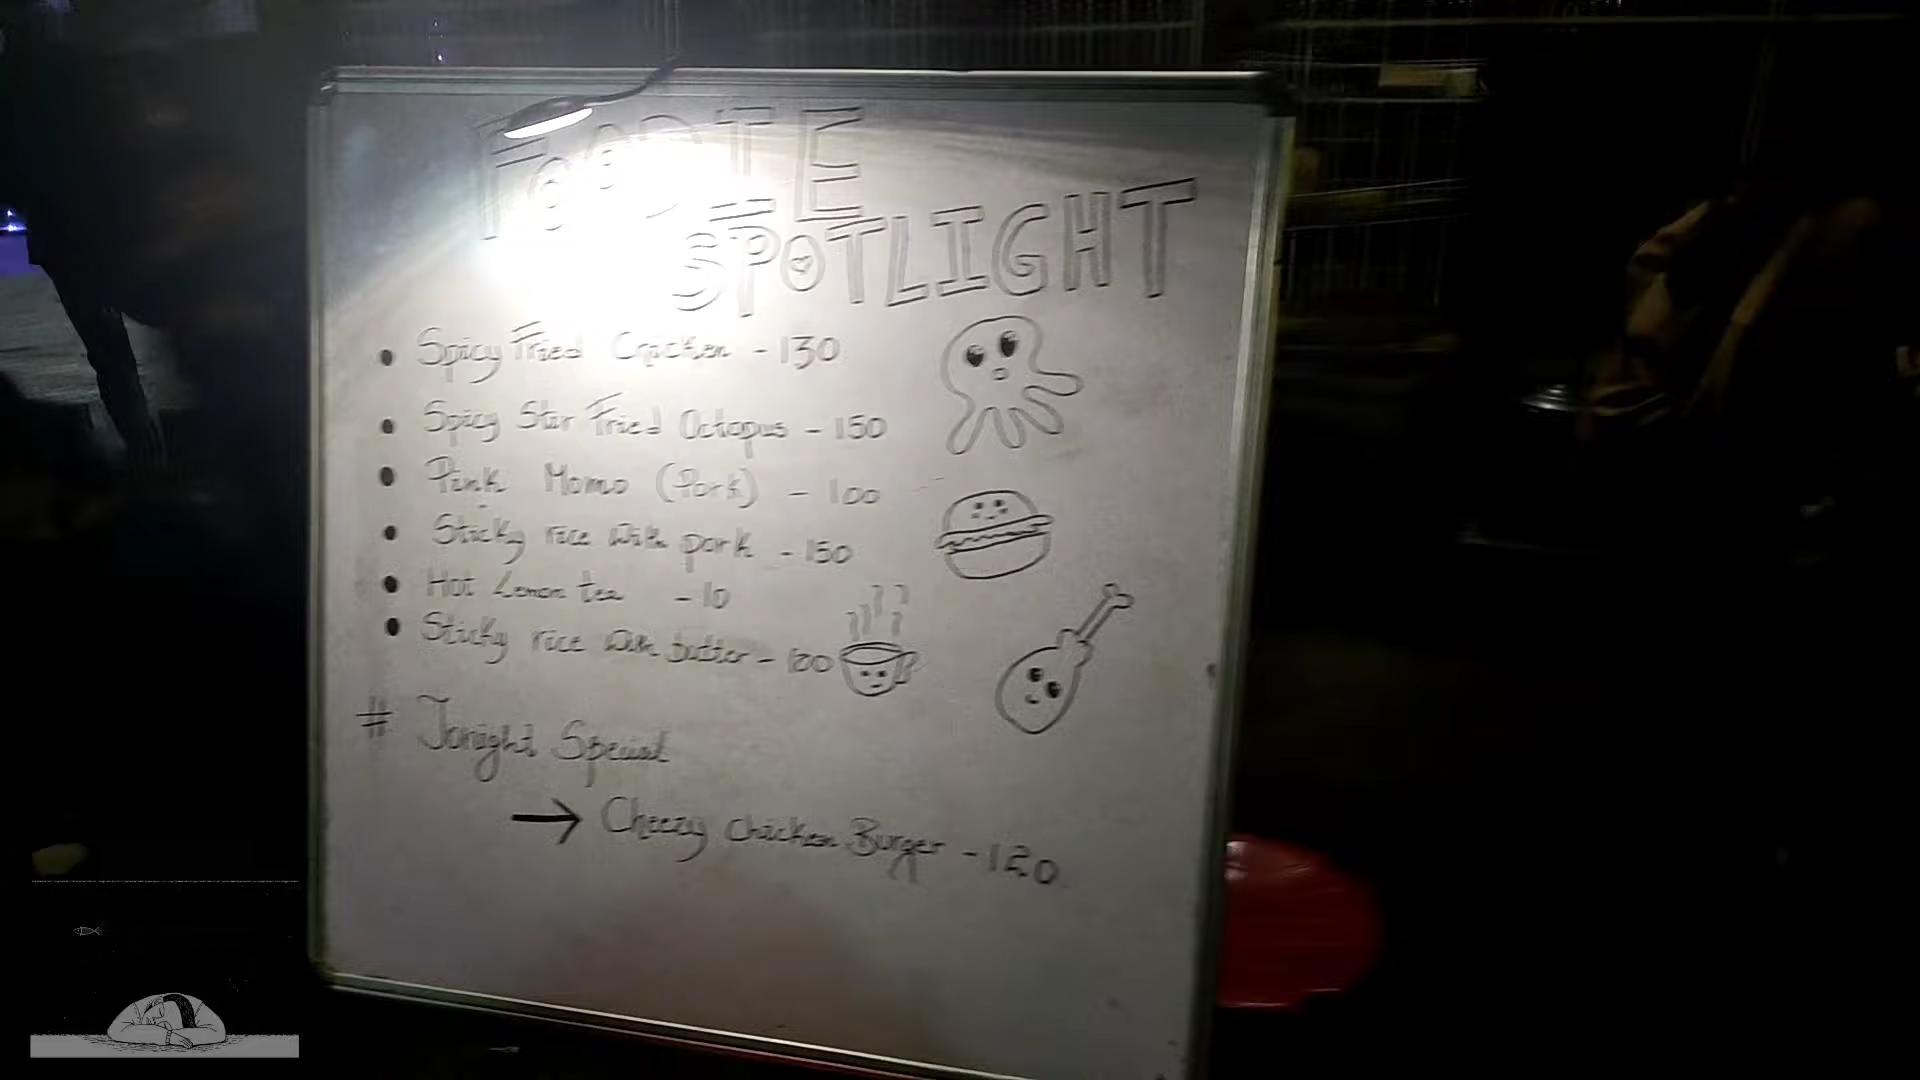 FOODIE
SPOTLIGHT
• Spicy Fried Chicken - 130
• Spicy Stir Fried Octopus - 150
• Pink Momo (Pork) - 100
• Sticky rice with pork - 150
• Hot Lemon tea - 10
• Sticky rice with butter - 100
# Tonight Special
→ Cheezy Chicken Burger - 120